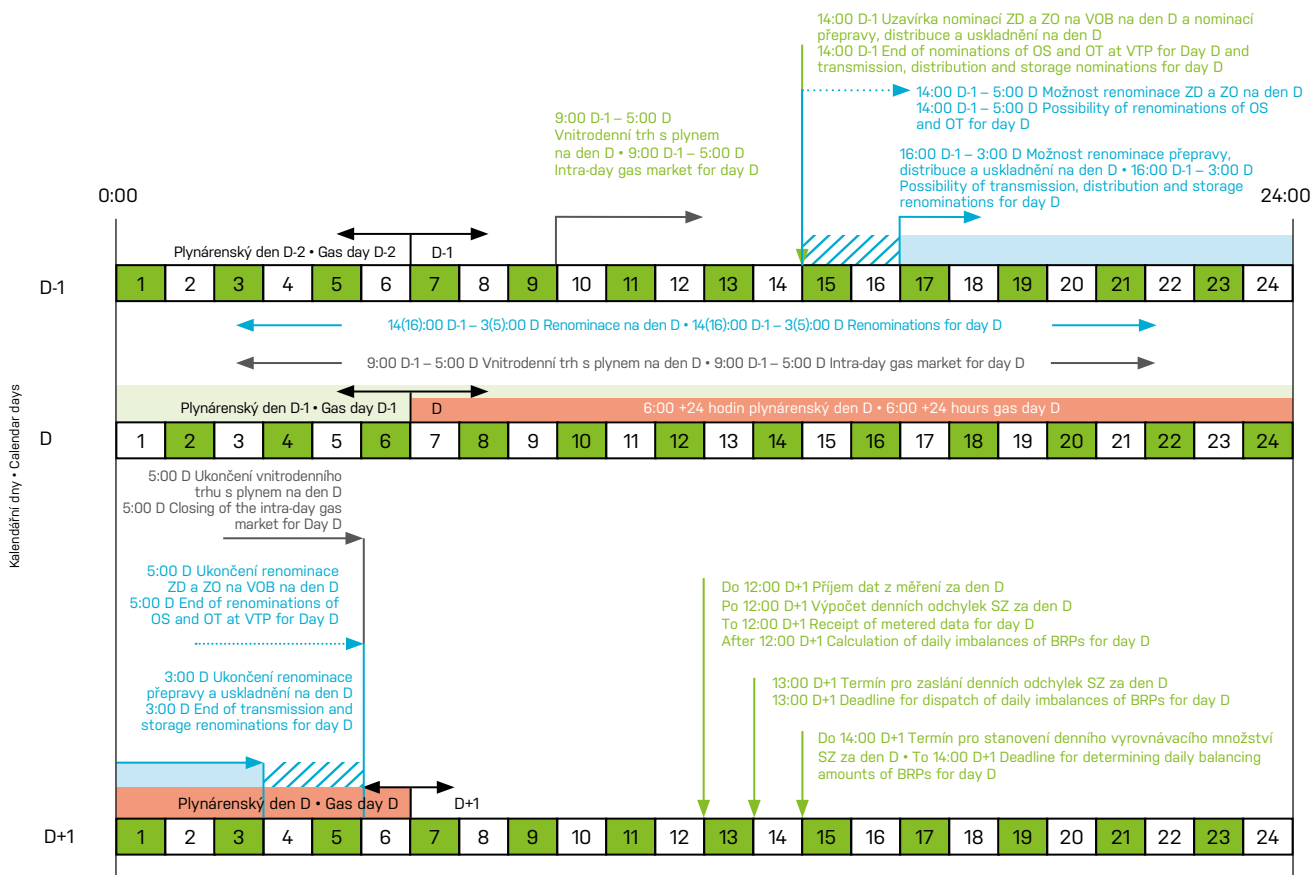 14:00 D-1 Uzavírka nominací ZD a ZO na VOB na den D a nominací
přepravy, distribuce a uskladnění na den D
14:00 D-1 End of nominations of OS and OT at VTP for Day D and
transmission, distribution and storage nominations for day D
14:00 D-1 – 5:00 D Možnost renominace ZD a ZO na den D
14:00 D-1 – 5:00 D Possibility of renominations of OS
and OT for day D
9:00 D-1 – 5:00 D
Vnitrodenní trh s plynem
na den D • 9:00 D-1 – 5:00 D
Intra-day gas market for day D
16:00 D-1 – 3:00 D Možnost renominace přepravy,
distribuce a uskladnění na den D • 16:00 D-1 – 3:00 D
Possibility of transmission, distribution and storage
renominations for day D
0:00
24:00
Plynárenský den D-2 • Gas day D-2
D-1
D-1
1 2 3 4 5 6 7 8 9 10 11 12 13 14 15 16 17 18 19 20 21 22 23 24
14(16):00 D-1 – 3(5):00 D Renominace na den D • 14(16):00 D-1 – 3(5):00 D Renominations for day D
9:00 D-1 – 5:00 D Vnitrodenní trh s plynem na den D • 9:00 D-1 – 5:00 D Intra-day gas market for day D
Plynárenský den D-1 • Gas day D-1
D
6:00 +24 hodin plynárenský den D • 6:00 +24 hours gas day D
Kalendářní dny • Calendar days
D
1 2 3 4 5 6 7 8 9 10 11 12 13 14 15 16 17 18 19 20 21 22 23 24
5:00 D Ukončení vnitrodenního
trhu s plynem na den D
5:00 D Closing of the intra-day gas
market for Day D
5:00 D Ukončení renominace
ZD a ZO na VOB na den D
5:00 D End of renominations of
OS and OT at VTP for Day D
3:00 D Ukončení renominace
přepravy a uskladnění na den D
3:00 D End of transmission and
storage renominations for day D
Do 12:00 D+1 Příjem dat z měření za den D
Po 12:00 D+1 Výpočet denních odchylek SZ za den D
To 12:00 D+1 Receipt of metered data for day D
After 12:00 D+1 Calculation of daily imbalances of BRPs for day D
13:00 D+1 Termín pro zaslání denních odchylek SZ za den D
13:00 D+1 Deadline for dispatch of daily imbalances of BRPs for day D
Do 14:00 D+1 Termín pro stanovení denního vyrovnávacího množství
SZ za den D • To 14:00 D+1 Deadline for determining daily balancing
amounts of BRPs for day D
Plynárenský den D • Gas day D
D+1
D+1
1 2 3 4 5 6 7 8 9 10 11 12 13 14 15 16 17 18 19 20 21 22 23 24